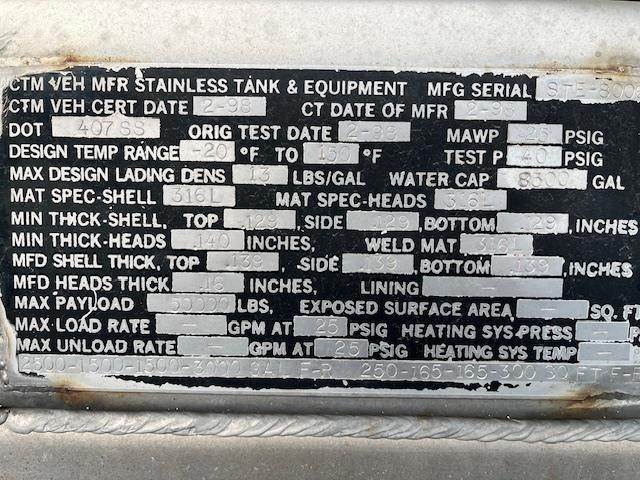 CTM VEH MFR STAINLESS TANK & EQUIPMENT MFG SERIAL STE-8006
CTM VEH CERT DATE 2-98 CT DATE OF MFR 2-98
DOT 407SS ORIG TEST DATE 2-98 MAWP 25 PSIG
DESIGN TEMP RANGE -20 °F TO 150 °F TEST P 40 PSIG
MAX DESIGN LADING DENS 13 LBS/GAL WATER CAP 8300 GAL
MAT SPEC-SHELL 316L MAT SPEC-HEADS 316L
MIN THICK-SHELL, TOP .129, SIDE .129, BOTTOM .129, INCHES
MIN THICK-HEADS .140 INCHES, WELD MAT 316L
MFD SHELL THICK, TOP .139, SIDE .139, BOTTOM .139, INCHES
MFD HEADS THICK .16 INCHES, LINING —
MAX PAYLOAD 50000 LBS, EXPOSED SURFACE AREA, — SQ. FT
MAX LOAD RATE — GPM AT 25 PSIG HEATING SYS PRESS — PSIG
MAX UNLOAD RATE — GPM AT 25 PSIG HEATING SYS TEMP —
2500-1500-1500-3000 GAL F-R 250-165-165-300 SQ.FT F-R